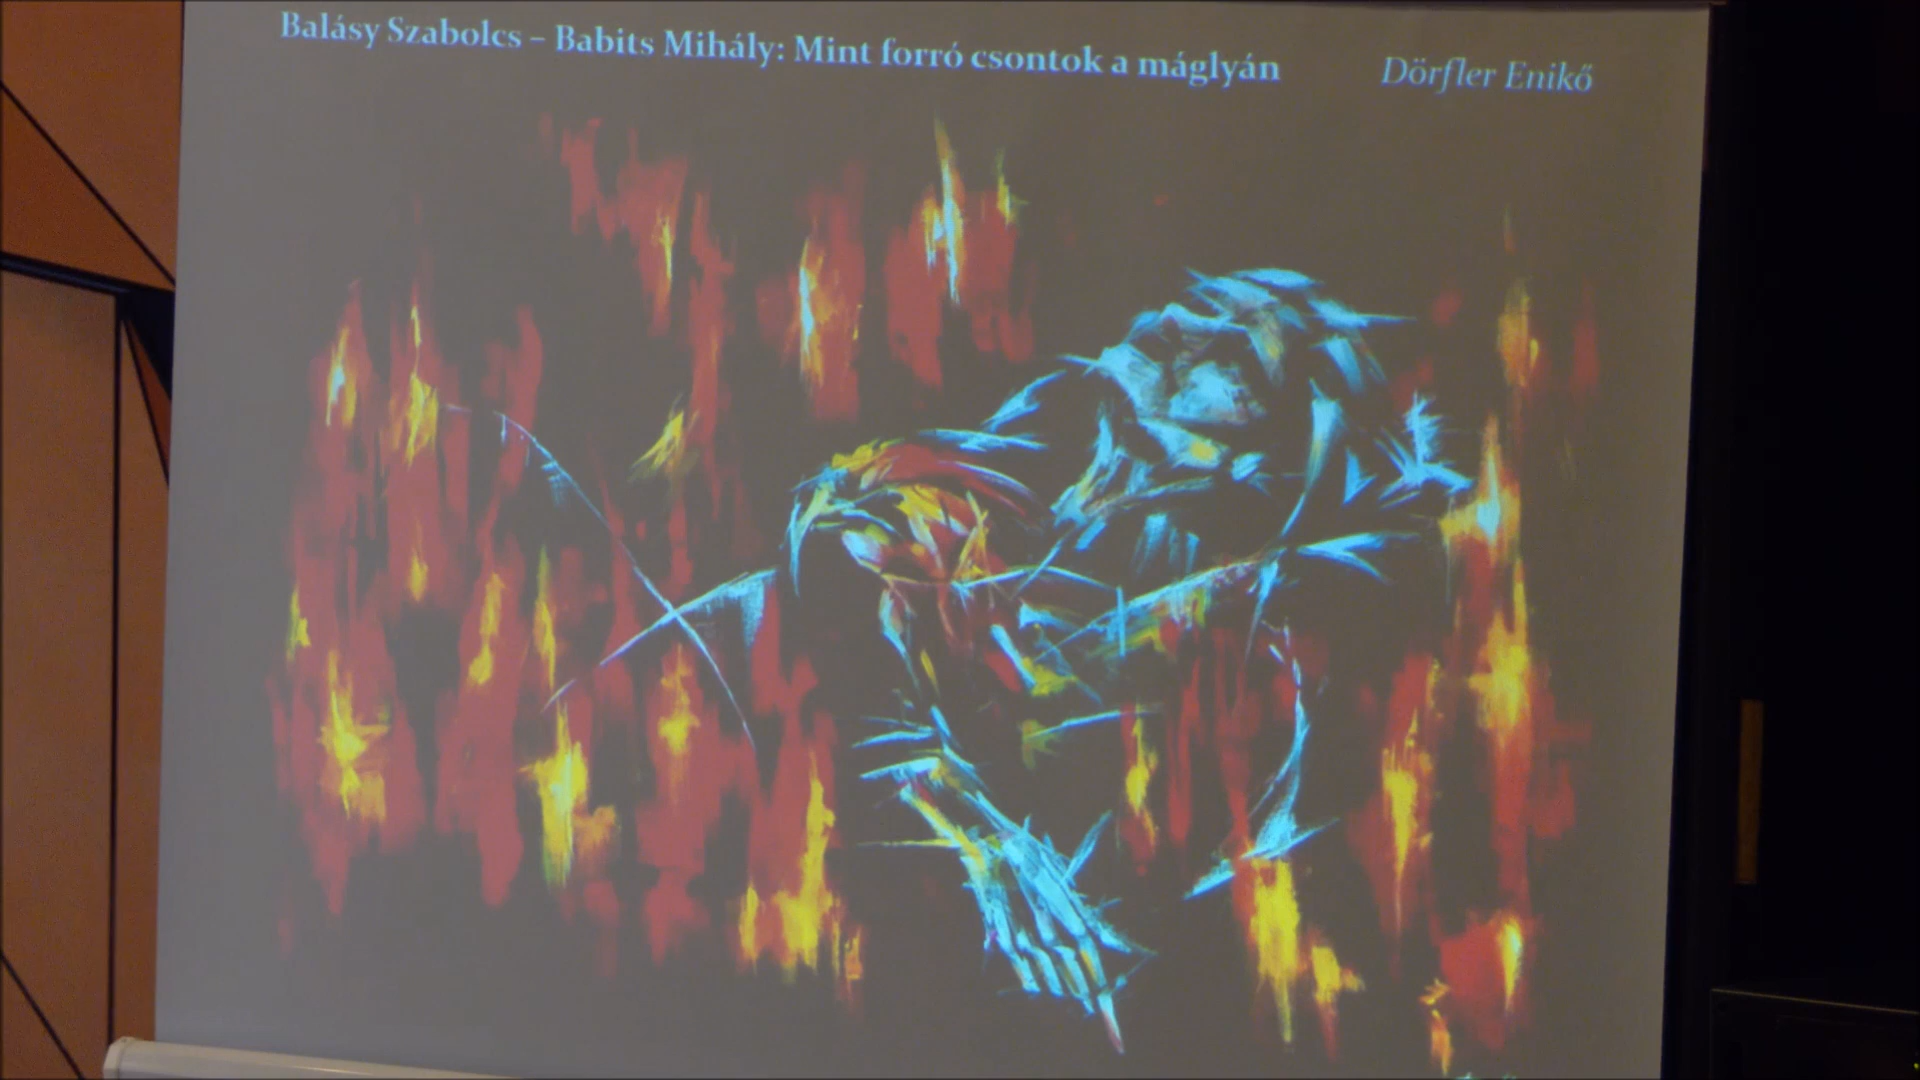 Balásy Szabolcs – Babits Mihály: Mint forró csontok a máglyán
Dörfler Enikő